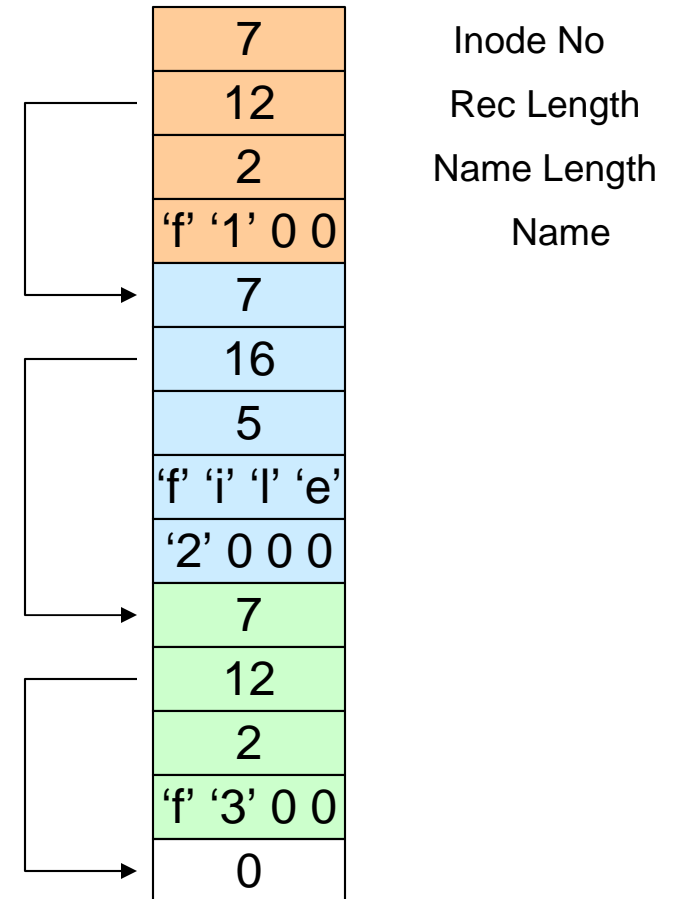 7 Inode No
12 Rec Length
2 Name Length
‘f’ ‘1’ 0 0 Name
7
16
5
‘f’ ‘i’ ‘l’ ‘e’
‘2’ 0 0 0
7
12
2
‘f’ ‘3’ 0 0
0